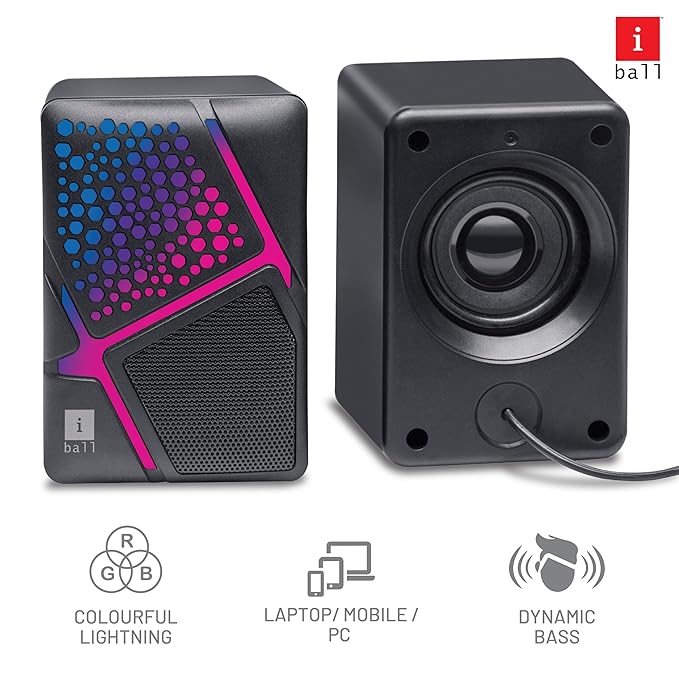 i
ball
i
ball
R
G B
COLOURFUL
LIGHTNING
LAPTOP/ MOBILE /
PC
DYNAMIC
BASS